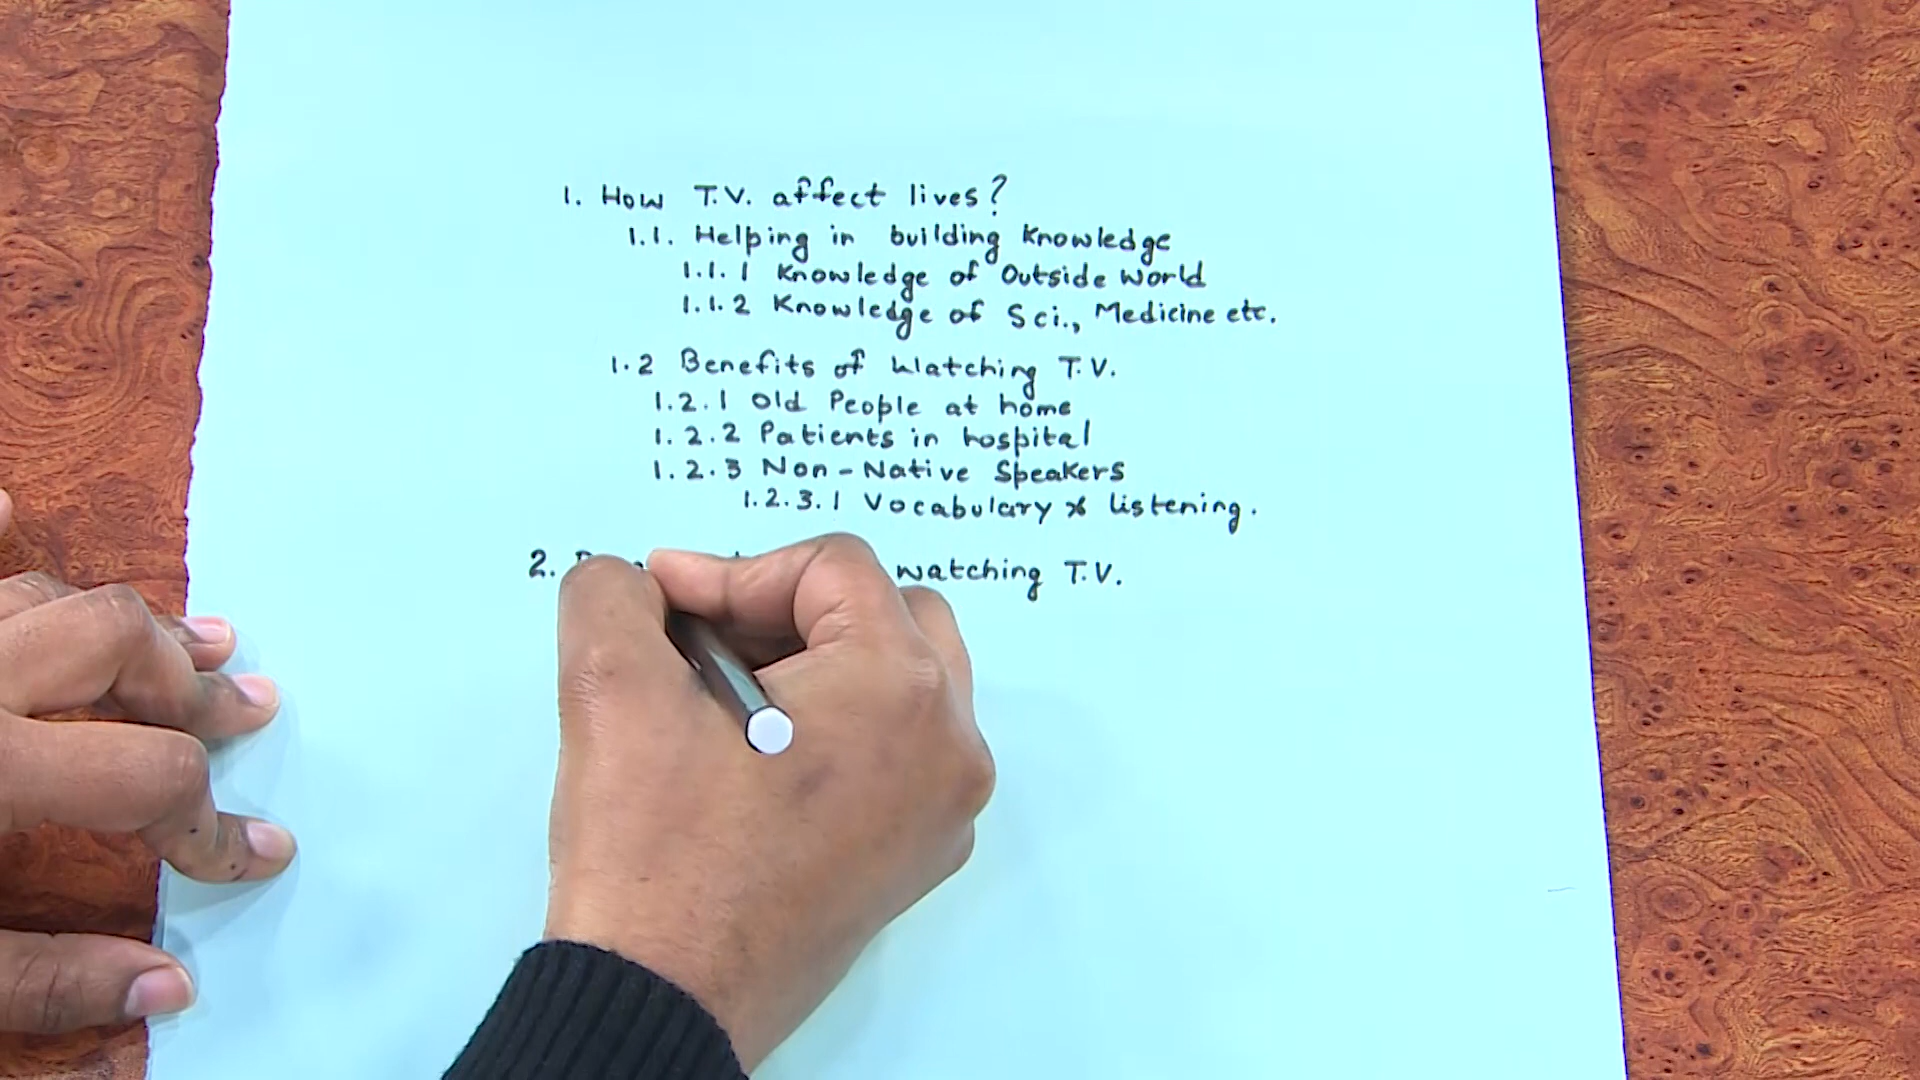 1. How T.V. affect lives?
1.1. Helping in building Knowledge
1.1.1 Knowledge of Outside World
1.1.2 Knowledge of Sci., Medicine etc.
1.2 Benefits of Watching T.V.
1.2.1 Old People at home
1.2.2 Patients in hospital
1.2.3 Non-Native Speakers
1.2.3.1 Vocabulary & listening.
2. watching T.V.